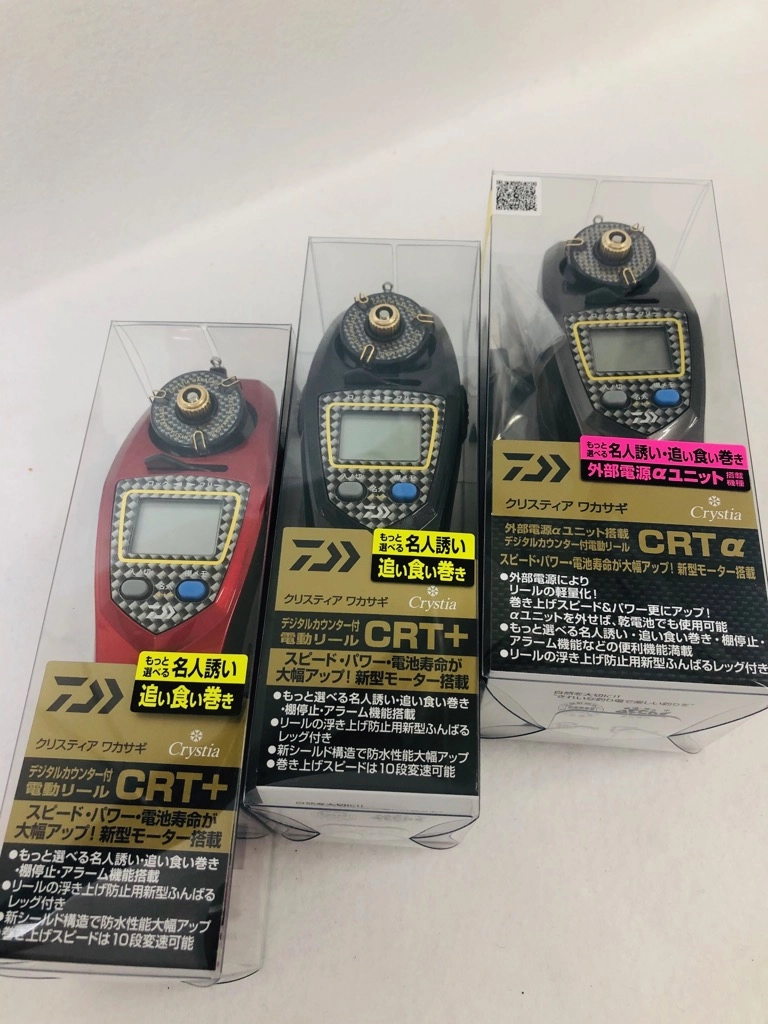 もっと
選べる 名人誘い
追い食い巻き
クリスティア ワカサギ
Crystia
デジタルカウンター付
電動リール CRT+
スピード・パワー・電池寿命が
大幅アップ! 新型モーター搭載
●もっと選べる名人誘い・追い食い巻き
・棚停止・アラーム機能搭載
●リールの浮き上げ防止用新型ふんばる
レッグ付き
●新シールド構造で防水性能大幅アップ
●巻き上げスピードは10段変速可能
もっと
選べる 名人誘い
追い食い巻き
クリスティア ワカサギ
Crystia
デジタルカウンター付
電動リール CRT+
スピード・パワー・電池寿命が
大幅アップ! 新型モーター搭載
●もっと選べる名人誘い・追い食い巻き
・棚停止・アラーム機能搭載
●リールの浮き上げ防止用新型ふんばる
レッグ付き
●新シールド構造で防水性能大幅アップ
●巻き上げスピードは10段変速可能
もっと
選べる 名人誘い・追い食い巻き
外部電源αユニット 搭載
機種
クリスティア ワカサギ
Crystia
外部電源αユニット搭載
デジタルカウンター付電動リール CRTα
スピード・パワー・電池寿命が大幅アップ! 新型モーター搭載
●外部電源により
リールの軽量化!
巻き上げスピード&パワー更にアップ!
αユニットを外せば、乾電池でも使用可能
●もっと選べる名人誘い・追い食い巻き・棚停止・
アラーム機能などの便利機能満載
●リールの浮き上げ防止用新型ふんばるレッグ付き
自然を大切に!!